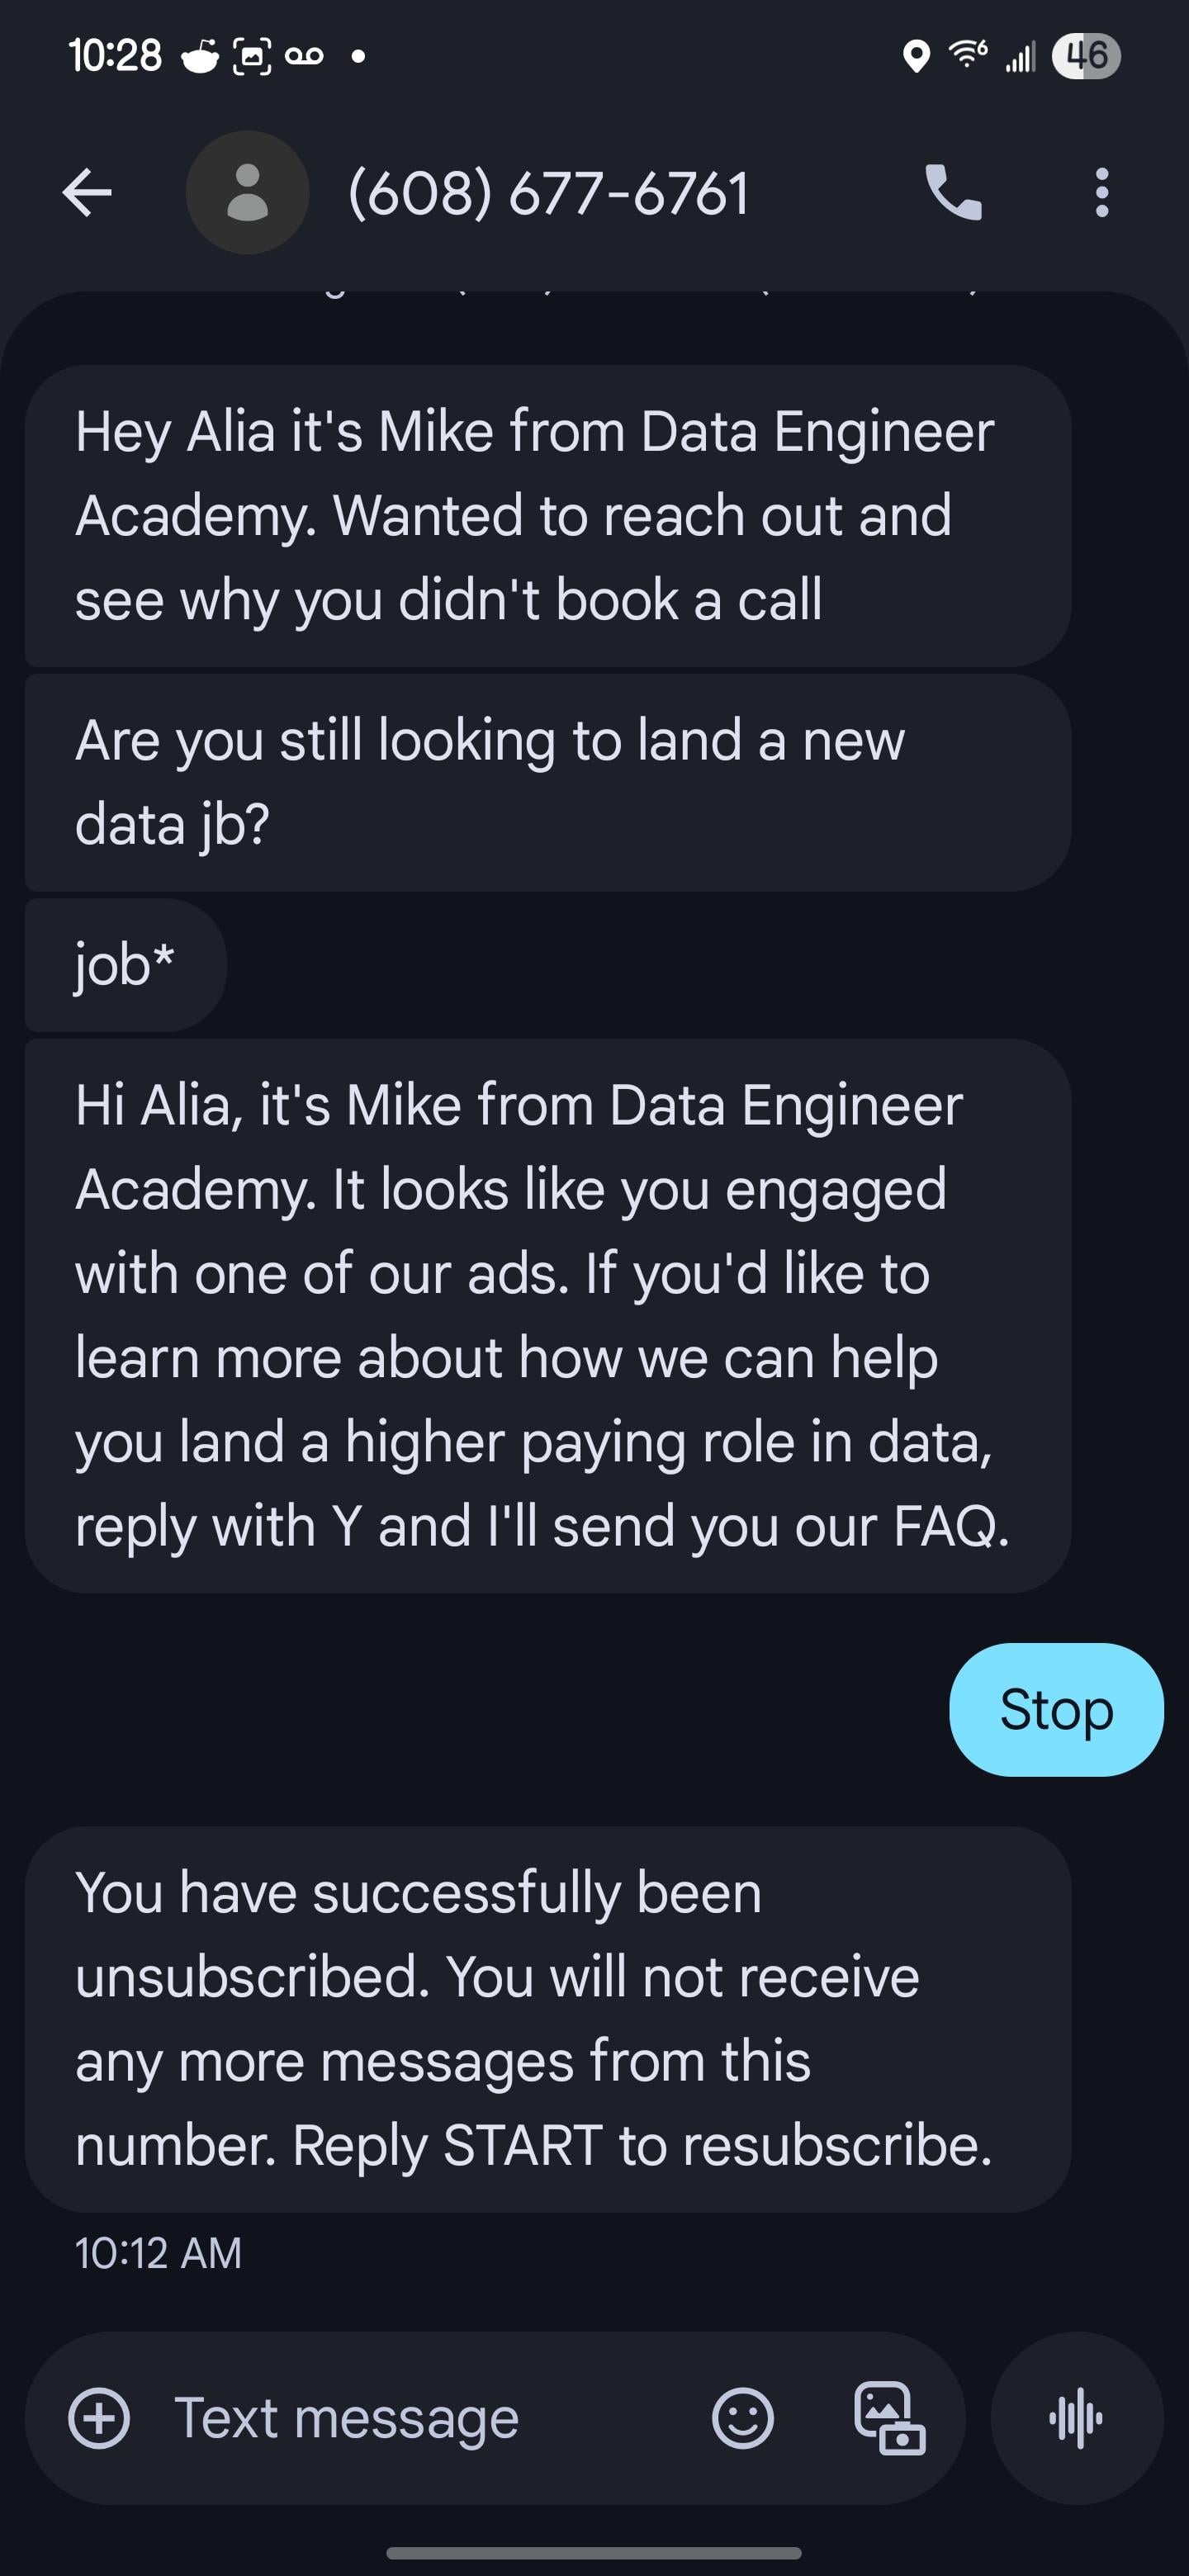 10:28
46
(608) 677-6761
Hey Alia it's Mike from Data Engineer
Academy. Wanted to reach out and
see why you didn't book a call
Are you still looking to land a new
data jb?
job*
Hi Alia, it's Mike from Data Engineer
Academy. It looks like you engaged
with one of our ads. If you'd like to
learn more about how we can help
you land a higher paying role in data,
reply with Y and I'll send you our FAQ.
Stop
You have successfully been
unsubscribed. You will not receive
any more messages from this
number. Reply START to resubscribe.
10:12 AM
Text message